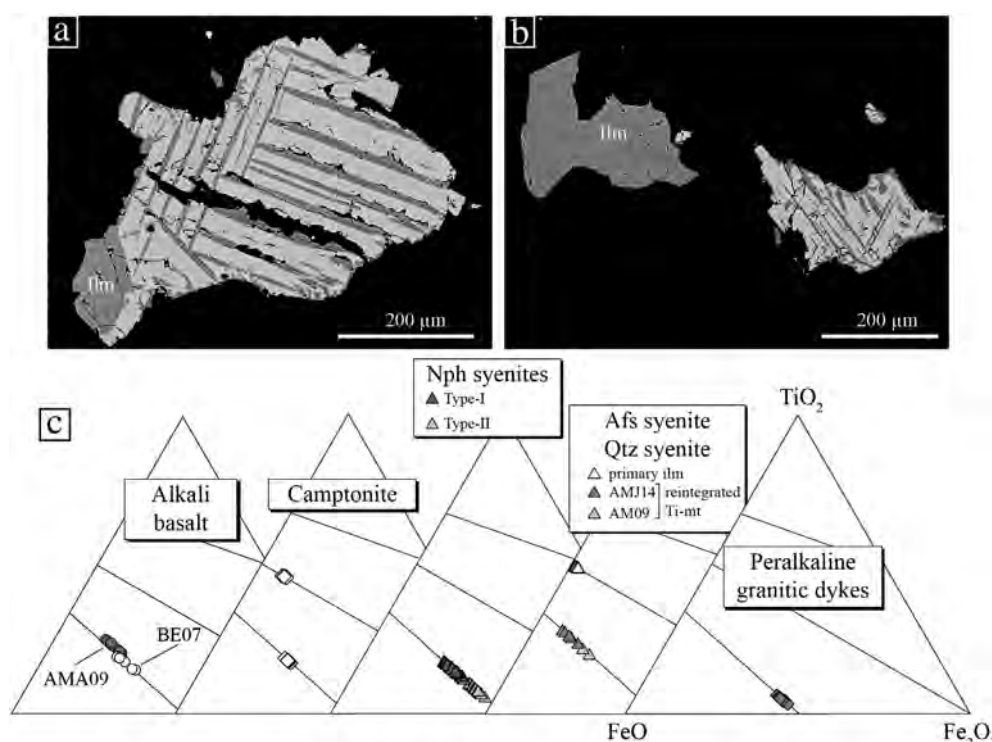 a
b
Ilm
Ilm
200 µm
200 µm
c
Nph syenites
Type-I
Type-II
Afs syenite
Qtz syenite
primary ilm
AMJ14 reintegrated
AM09 Ti-mt
TiO2
Alkali
basalt
Camptonite
Peralkaline
granitic dykes
BE07
AMA09
FeO
Fe2O